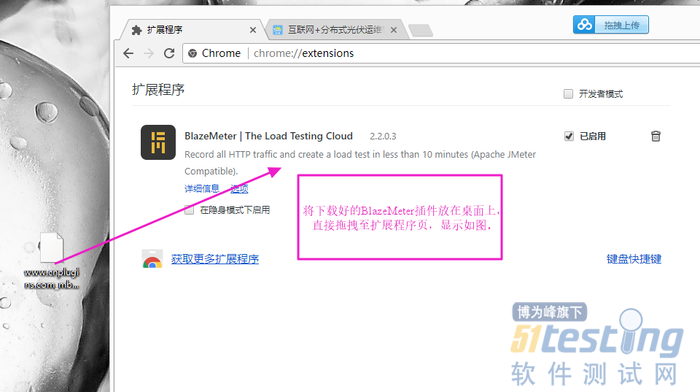 扩展程序
互联网+分布式光伏运维
拖拽上传
Chrome
chrome://extensions
扩展程序
开发者模式
BlazeMeter | The Load Testing Cloud 2.2.0.3
已启用
Record all HTTP traffic and create a load test in less than 10 minutes (Apache JMeter
Compatible).
详细信息 选项
在隐身模式下启用
将下载好的BlazeMeter插件放在桌面上，
直接拖拽至扩展程序页，显示如图。
www.cnplugi
ns.com_mb...
获取更多扩展程序
键盘快捷键
博为峰旗下
51testing
软件测试网